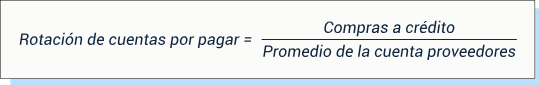 Rotación de cuentas por pagar = Compras a crédito
Promedio de la cuenta proveedores